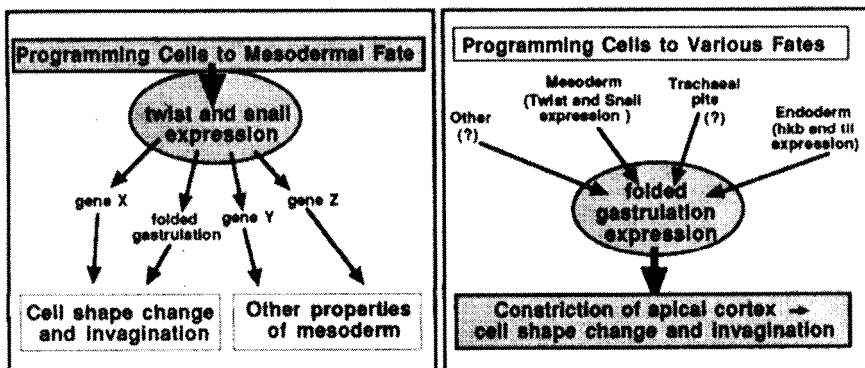 Programming Cells to Mesodermal Fate
twist and snail
expression
gene X
folded
gastrulation
gene Y
gene Z
Cell shape change
and invagination
Other properties
of mesoderm
Programming Cells to Various Fates
Other
(?)
Mesoderm
(Twist and Snail
expression )
Trachaeal
pits
(?)
Endoderm
(hkb and tll
expression)
folded
gastrulation
expression
Constriction of apical cortex →
cell shape change and invagination